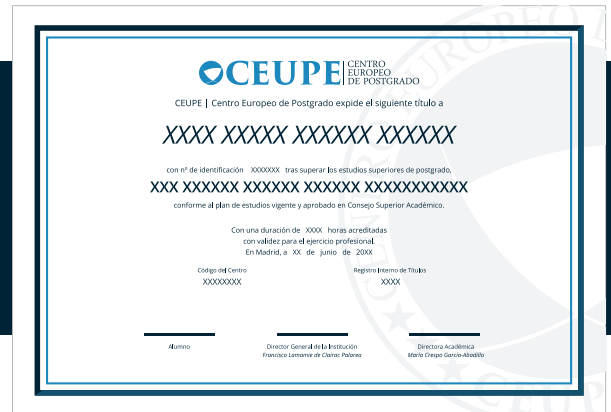 CEUPE CENTRO
EUROPEO
DE POSTGRADO
CEUPE | Centro Europeo de Postgrado expide el siguiente título a
XXXX XXXXX XXXXXX XXXXXX
con nº de identificación XXXXXXX tras superar los estudios superiores de postgrado,
XXX XXXXXX XXXXXX XXXXXX XXXXXXXXXXX
conforme al plan de estudios vigente y aprobado en Consejo Superior Académico.
Con una duración de XXXX horas acreditadas
con validez para el ejercicio profesional.
En Madrid, a XX de junio de 20XX
Código del Centro Registro Interno de Títulos
XXXXXXXX XXXX
Alumno Director General de la Institución Directora Académica
Francisco Lamamie de Clairac Palarea María Crespo García-Abadillo